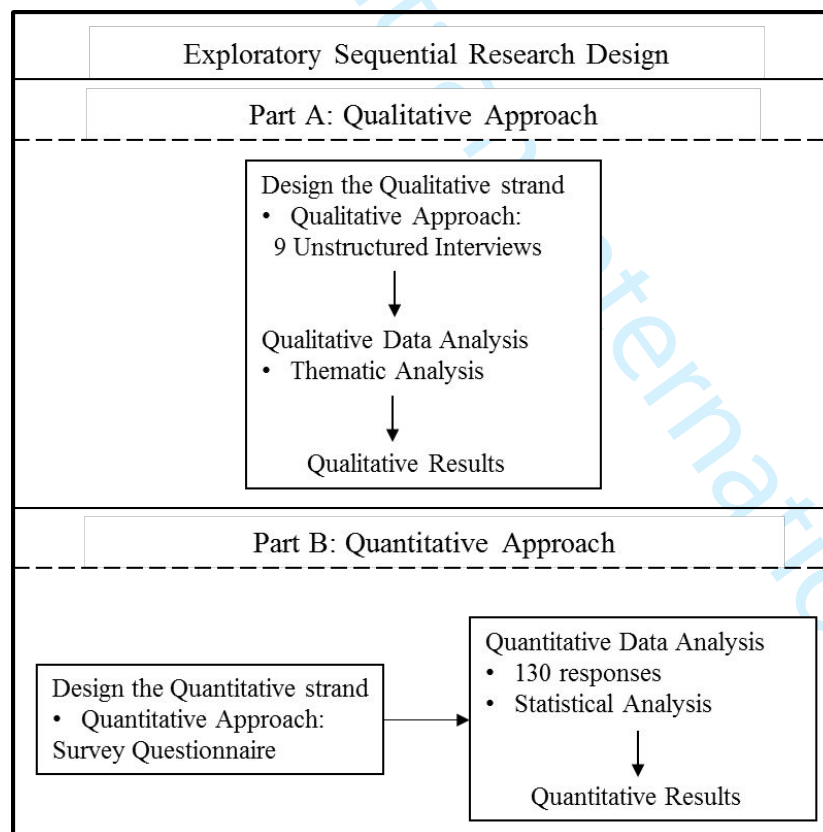 Exploratory Sequential Research Design
Part A: Qualitative Approach
Design the Qualitative strand
• Qualitative Approach:
9 Unstructured Interviews
Qualitative Data Analysis
• Thematic Analysis
Qualitative Results
Part B: Quantitative Approach
Design the Quantitative strand
• Quantitative Approach:
Survey Questionnaire
Quantitative Data Analysis
• 130 responses
• Statistical Analysis
Quantitative Results